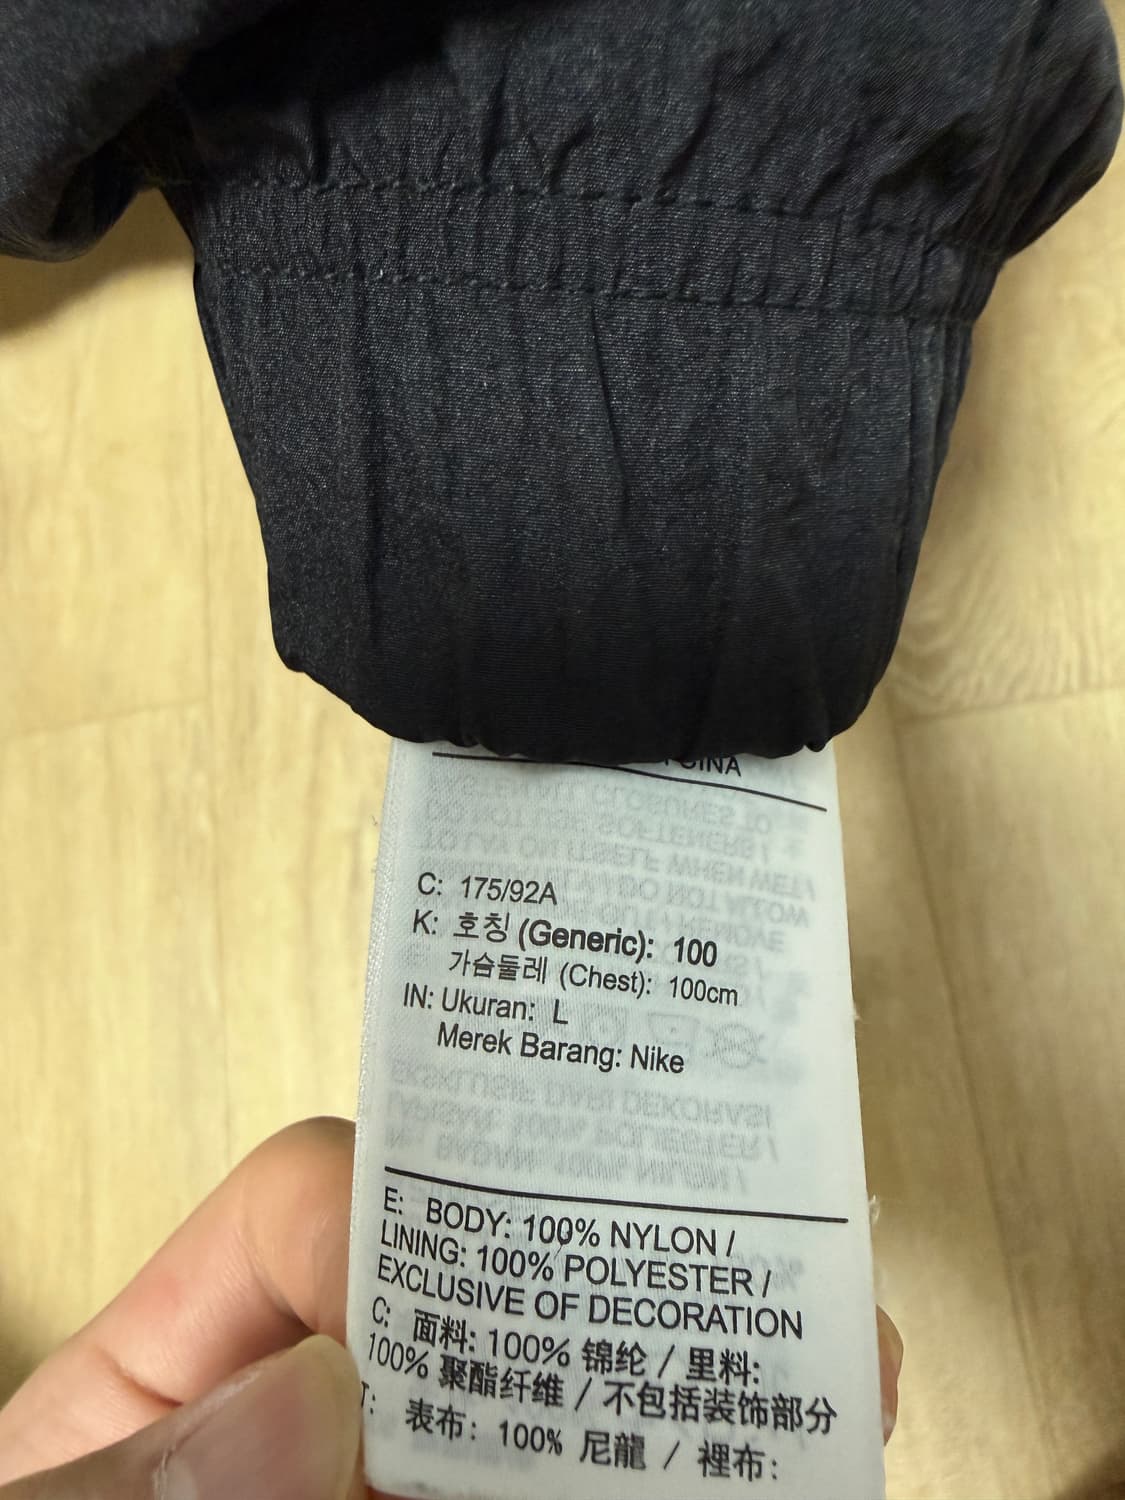 C: 175/92A
K: 호칭 (Generic): 100
가슴둘레 (Chest): 100cm
IN: Ukuran: L
Merek Barang: Nike
E: BODY: 100% NYLON /
LINING: 100% POLYESTER /
EXCLUSIVE OF DECORATION
C: 面料: 100% 锦纶 / 里料:
100% 聚酯纤维 / 不包括装饰部分
T: 表布: 100% 尼龍 / 裡布: